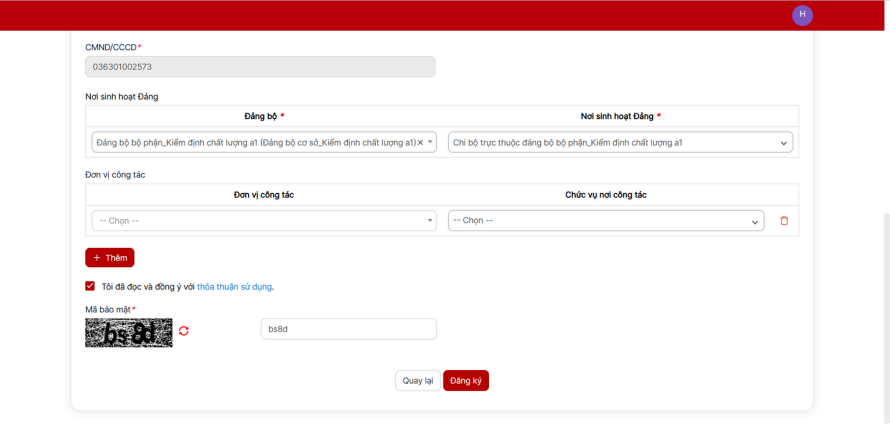 H
CMND/CCCD *
036301002573
Nơi sinh hoạt Đảng
Đảng bộ * Nơi sinh hoạt Đảng *
Đảng bộ bộ phận_Kiểm định chất lượng a1 (Đảng bộ cơ sở_Kiểm định chất lượng a1) × Chi bộ trực thuộc đảng bộ bộ phận_Kiểm định chất lượng a1
Đơn vị công tác
Đơn vị công tác Chức vụ nơi công tác
-- Chọn -- -- Chọn --
+ Thêm
Tôi đã đọc và đồng ý với thỏa thuận sử dụng.
Mã bảo mật *
bs8d bs8d
Quay lại Đăng ký